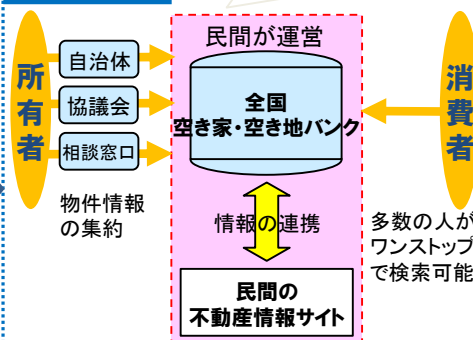 所有者
自治体
協議会
相談窓口
物件情報
の集約
民間が運営
全国
空き家・空き地バンク
情報の連携
民間の
不動産情報サイト
消費者
多数の人が
ワンストップ
で検索可能